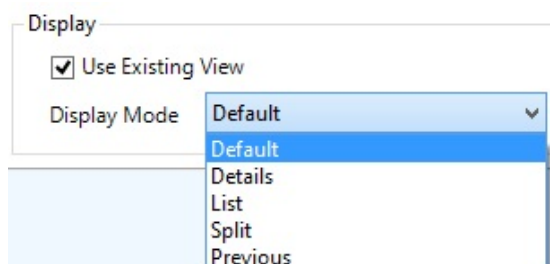 Display
Use Existing View
Display Mode Default
Default
Details
List
Split
Previous